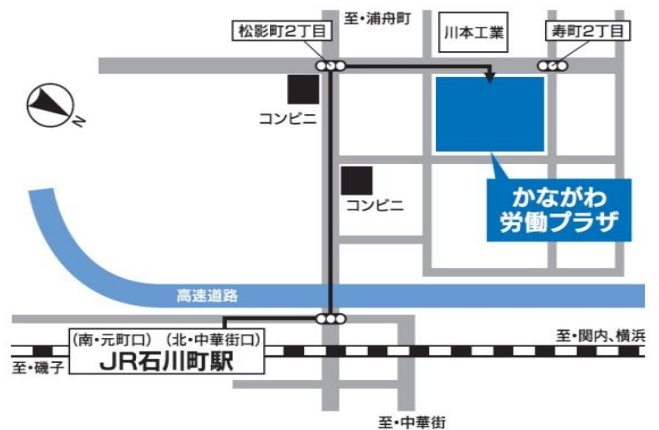 至・浦舟町
松影町2丁目
川本工業
寿町2丁目
コンビニ
N
コンビニ
かながわ
労働プラザ
高速道路
(南・元町口) (北・中華街口)
JR石川町駅
至・関内、横浜
至・磯子
至・中華街